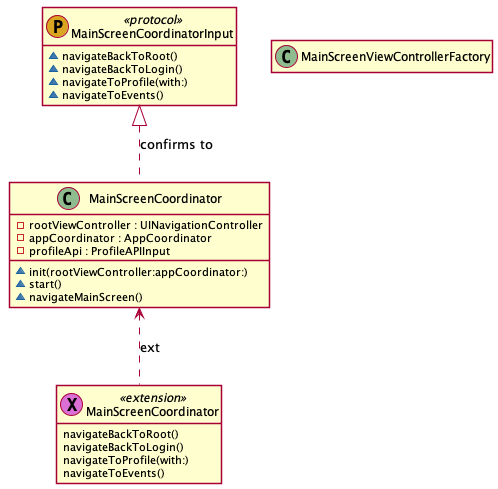 P
«protocol»
MainScreenCoordinatorInput
navigateBackToRoot()
navigateBackToLogin()
navigateToProfile(with:)
navigateToEvents()
C
MainScreenViewControllerFactory
confirms to
C
MainScreenCoordinator
rootViewController : UINavigationController
appCoordinator : AppCoordinator
profileApi : ProfileAPIInput
init(rootViewController:appCoordinator:)
start()
navigateMainScreen()
ext
X
«extension»
MainScreenCoordinator
navigateBackToRoot()
navigateBackToLogin()
navigateToProfile(with:)
navigateToEvents()